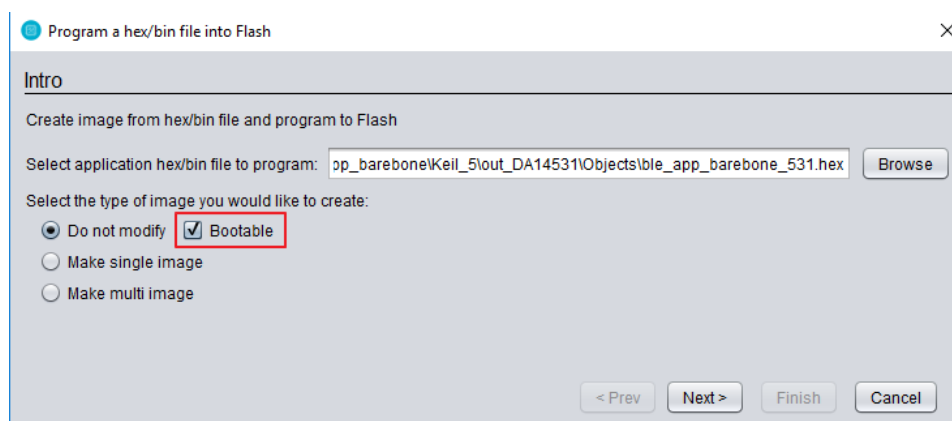 Program a hex/bin file into Flash
Intro
Create image from hex/bin file and program to Flash
Select application hex/bin file to program: pp_barebone\Keil_5\out_DA14531\Objects\ble_app_barebone_531.hex Browse
Select the type of image you would like to create:
Do not modify Bootable
Make single image
Make multi image
< Prev Next > Finish Cancel